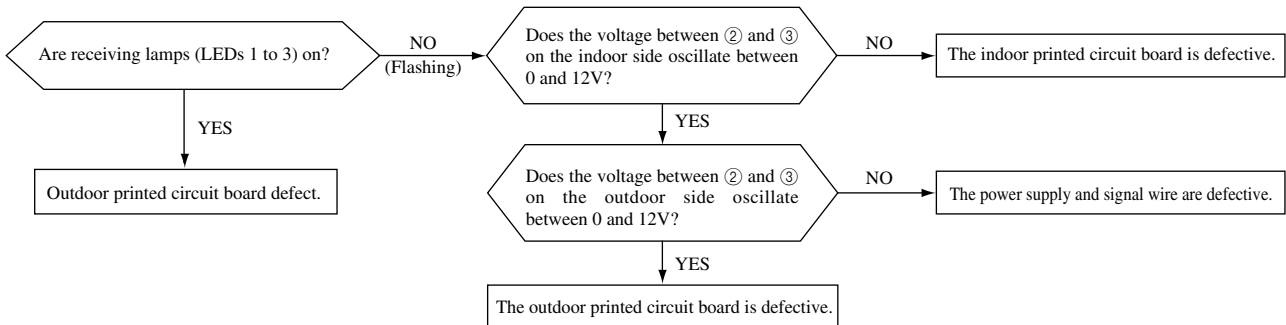 Are receiving lamps (LEDs 1 to 3) on?
NO
(Flashing)
Does the voltage between ② and ③
on the indoor side oscillate between
0 and 12V?
NO
The indoor printed circuit board is defective.
YES
Outdoor printed circuit board defect.
YES
Does the voltage between ② and ③
on the outdoor side oscillate
between 0 and 12V?
NO
The power supply and signal wire are defective.
YES
The outdoor printed circuit board is defective.